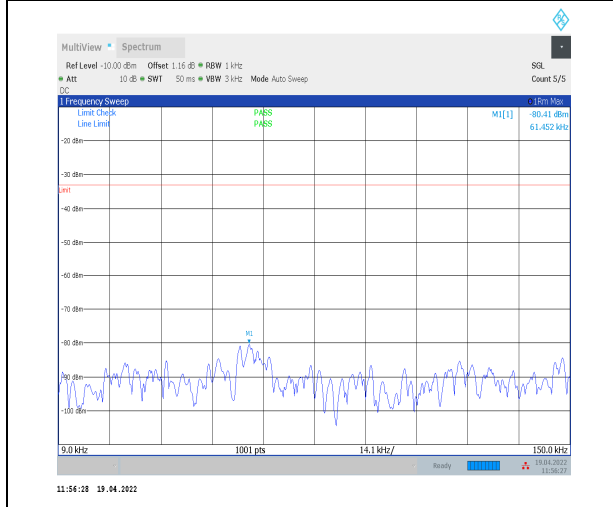 MultiView Spectrum
Ref Level -10.00 dBm Offset 1.16 dB RBW 1 kHz SGL
Att 10 dB SWT 50 ms VBW 3 kHz Mode Auto Sweep Count 5/5
DC
1 Frequency Sweep 1Rm Max
Limit Check PASS M1[1] -80.41 dBm
Line Limit PASS 61.452 kHz
-20 dBm
-30 dBm
Limit
-40 dBm
-50 dBm
-60 dBm
-70 dBm
M1
-80 dBm
-90 dBm
-100 dBm
9.0 kHz 1001 pts 14.1 kHz/ 150.0 kHz
Ready 19.04.2022
11:56:27
11:56:28 19.04.2022